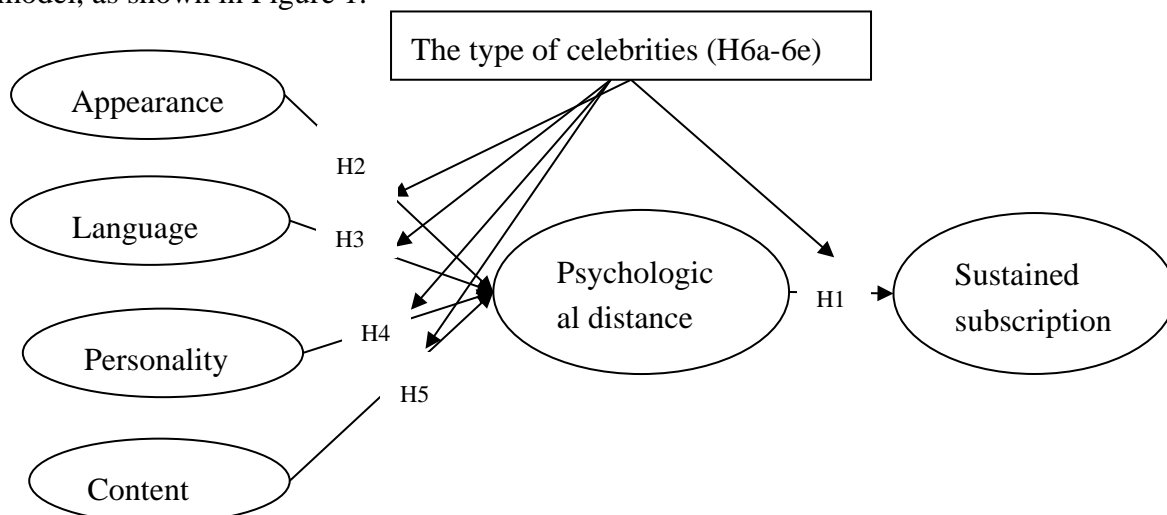 model, as shown in Figure 1.
The type of celebrities (H6a-6e)
Appearance
H2
Language
H3
Psychologic
al distance
Sustained
subscription
H1
H4
Personality
H5
Content